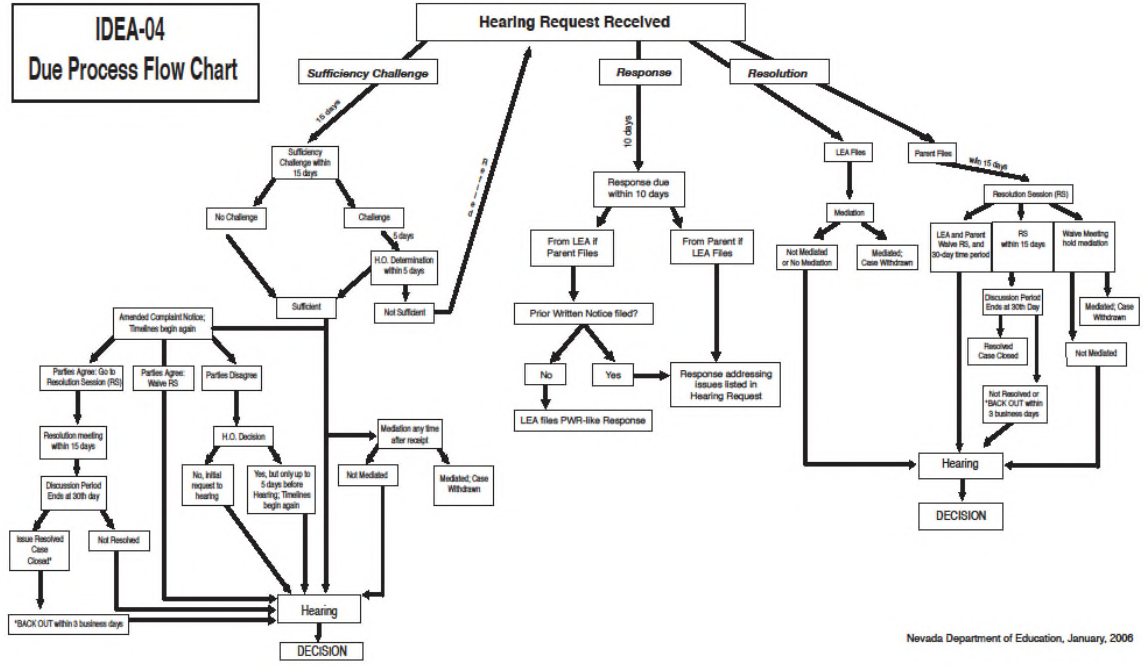 IDEA-04
Due Process Flow Chart
Hearing Request Received
Sufficiency Challenge
Response
Resolution
15 days
Sufficiency
Challenge within
15 days
No Challenge
Challenge
5 days
H.O. Determination
within 5 days
Sufficient
Not Sufficient
Refiled
10 days
Response due
within 10 days
From LEA if
Parent Files
From Parent if
LEA Files
Prior Written Notice filed?
No
Yes
LEA files PWR-like Response
Response addressing
issues listed in
Hearing Request
LEA Files
Parent Files
w/in 15 days
Mediation
Not Mediated
or No Mediation
Mediated;
Case Withdrawn
Resolution Session (RS)
LEA and Parent
Waive RS, and
30-day time period
RS
within 15 days
Waive Meeting
hold mediation
Discussion Period
Ends at 30th Day
Mediated; Case
Withdrawn
Resolved
Case Closed
Not Mediated
Not Resolved or
*BACK OUT within
3 business days
Hearing
DECISION
Amended Complaint Notice;
Timelines begin again
Parties Agree: Go to
Resolution Session (RS)
Parties Agree:
Waive RS
Parties Disagree
Resolution meeting
within 15 days
H.O. Decision
Mediation any time
after receipt
Discussion Period
Ends at 30th day
No, initial
request to
hearing
Yes, but only up to
5 days before
Hearing; Timelines
begin again
Not Mediated
Mediated; Case
Withdrawn
Issue Resolved
Case
Closed*
Not Resolved
*BACK OUT within 3 business days
Hearing
DECISION
Nevada Department of Education, January, 2006